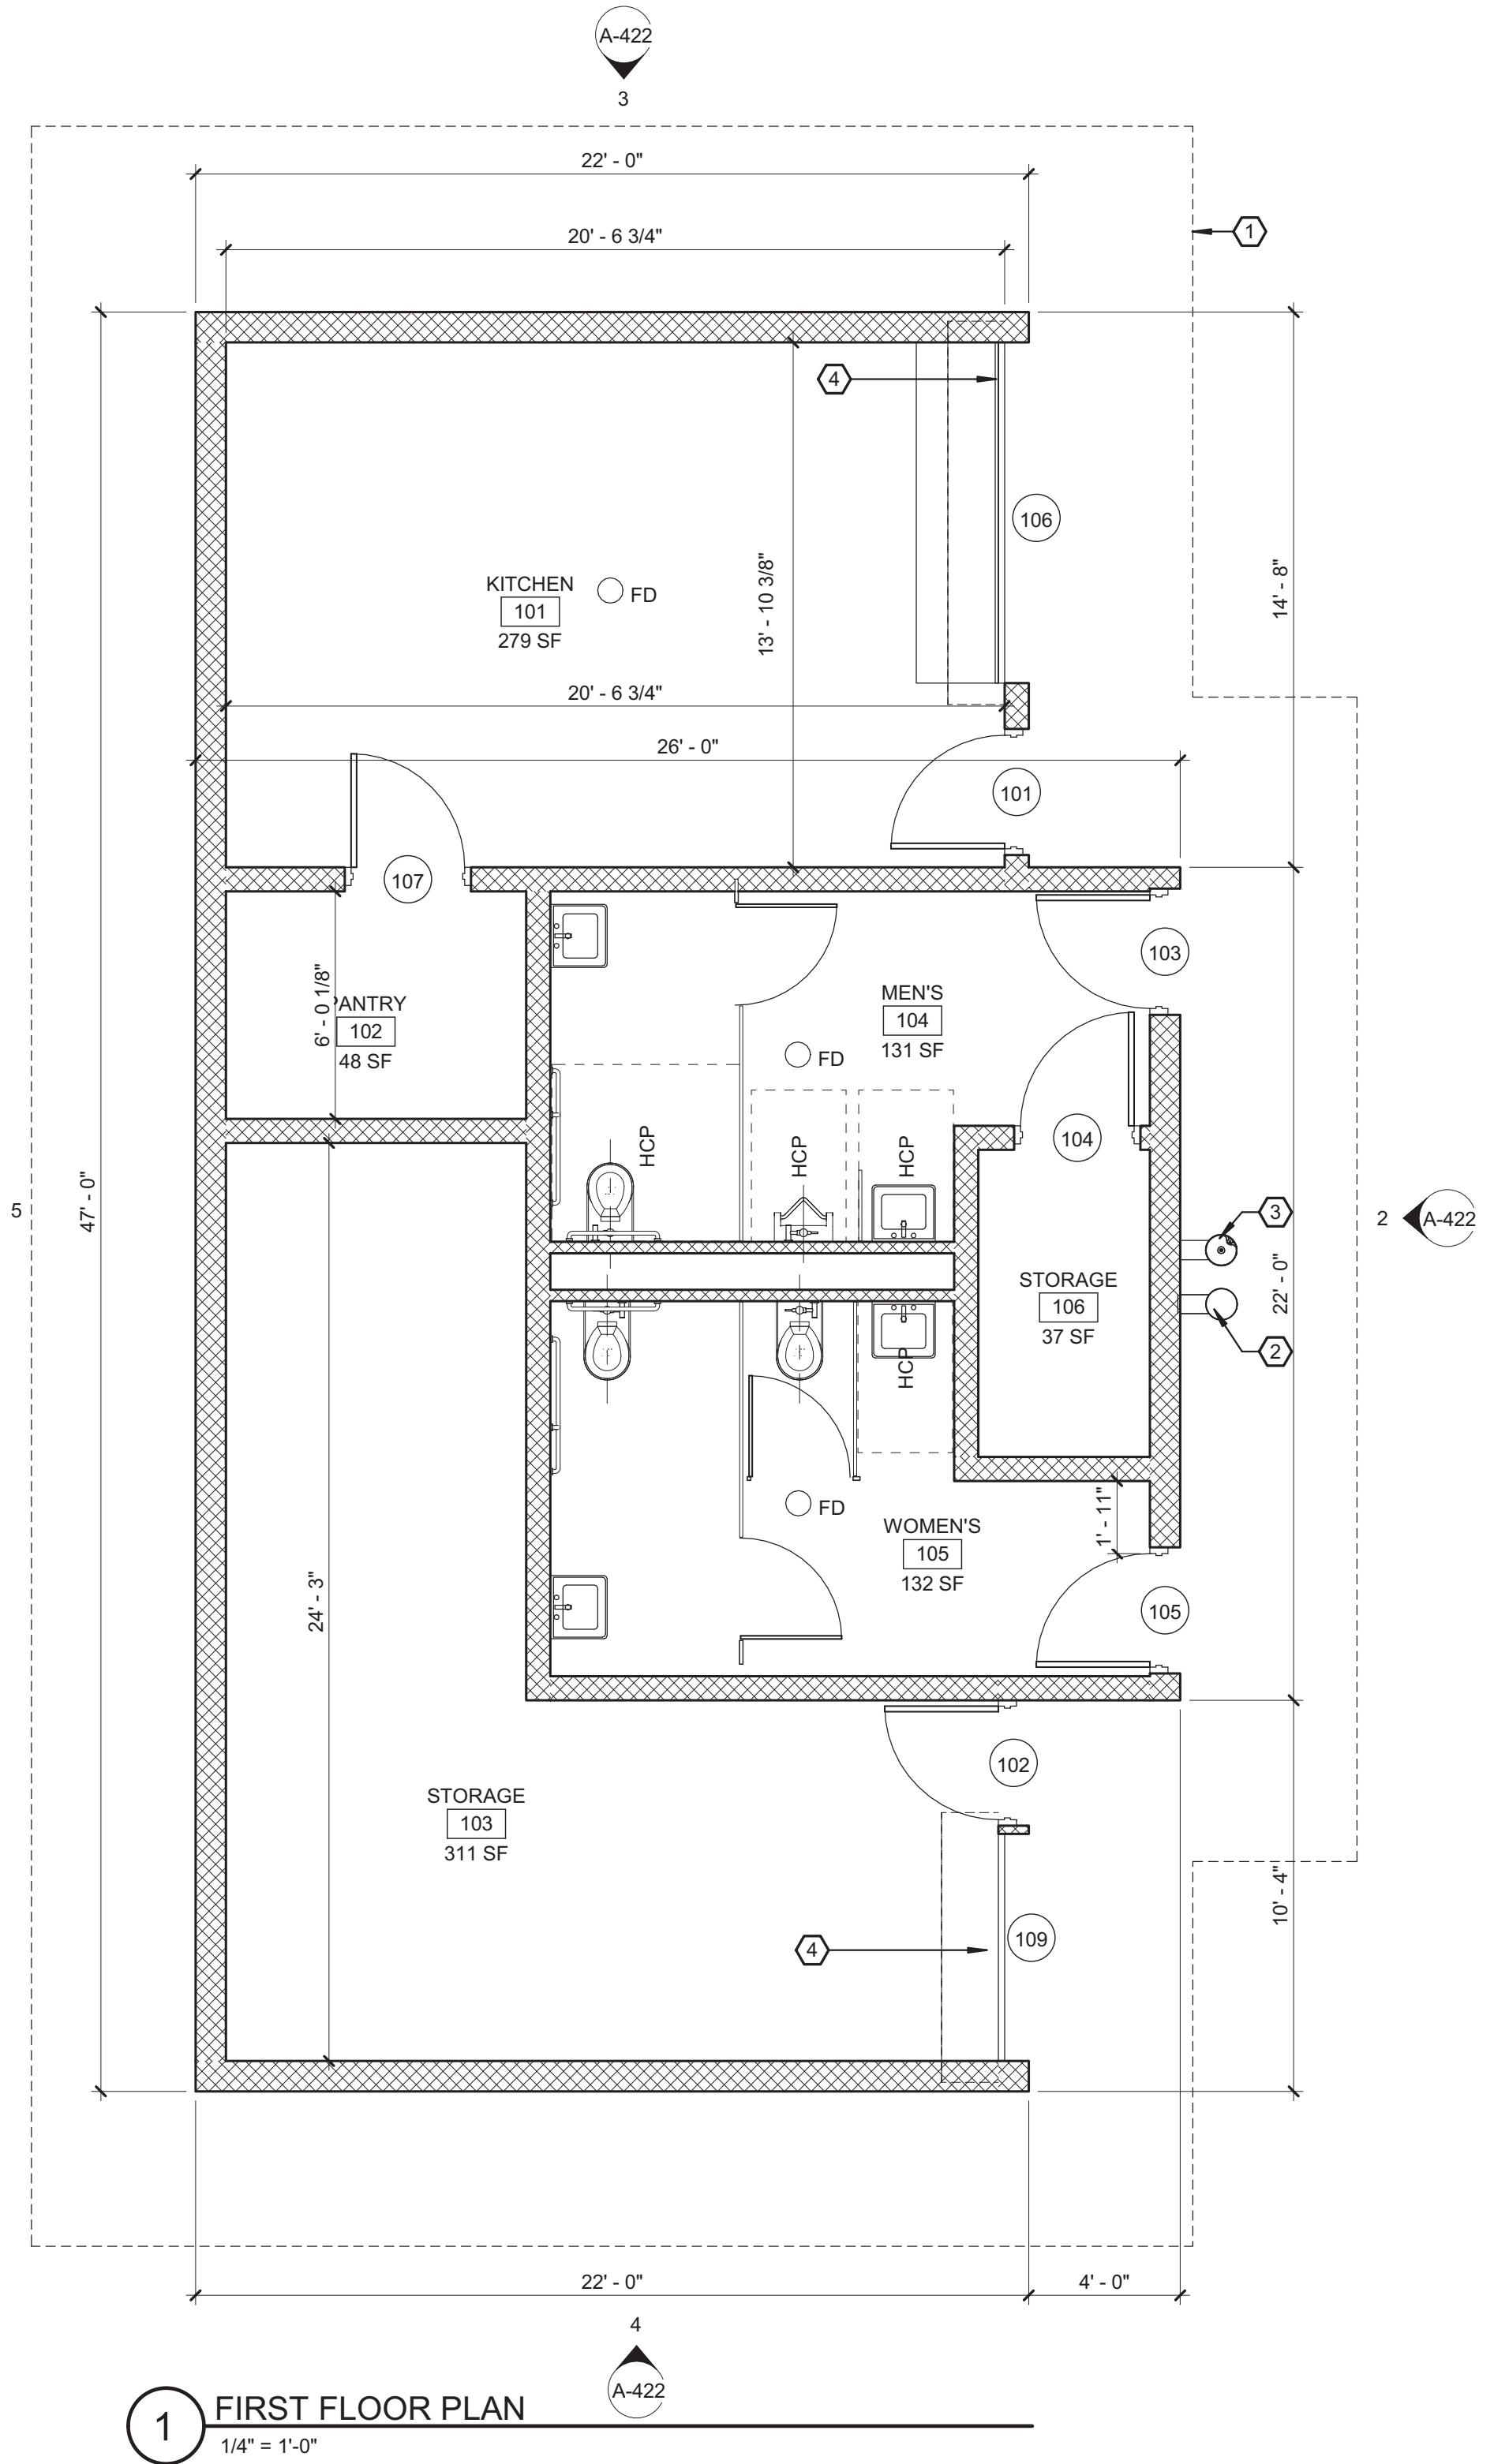 A-422
3
22' - 0"
20' - 6 3/4"
1
4
106
KITCHEN
101
279 SF
FD
13' - 10 3/8"
14' - 8"
20' - 6 3/4"
26' - 0"
101
107
103
6' - 0 1/8"
PANTRY
102
48 SF
MEN'S
104
131 SF
FD
HCP
HCP
HCP
104
5
47' - 0"
3
2
A-422
22' - 0"
STORAGE
106
37 SF
2
HCP
FD
WOMEN'S
105
132 SF
1' - 11"
105
24' - 3"
102
STORAGE
103
311 SF
10' - 4"
4
109
22' - 0"
4' - 0"
4
A-422
1
FIRST FLOOR PLAN
1/4" = 1'-0"